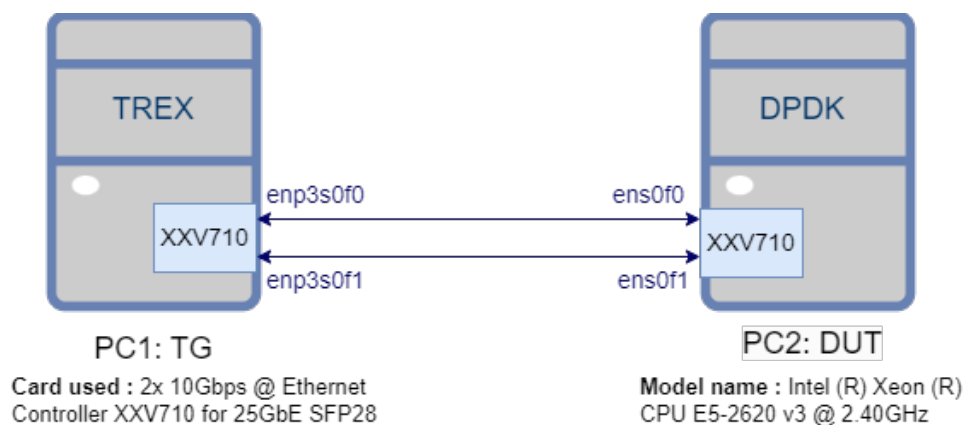 TREX
DPDK
enp3s0f0
ens0f0
XXV710
XXV710
enp3s0f1
ens0f1
PC1: TG
PC2: DUT
Card used : 2x 10Gbps @ Ethernet
Controller XXV710 for 25GbE SFP28
Model name : Intel (R) Xeon (R)
CPU E5-2620 v3 @ 2.40GHz